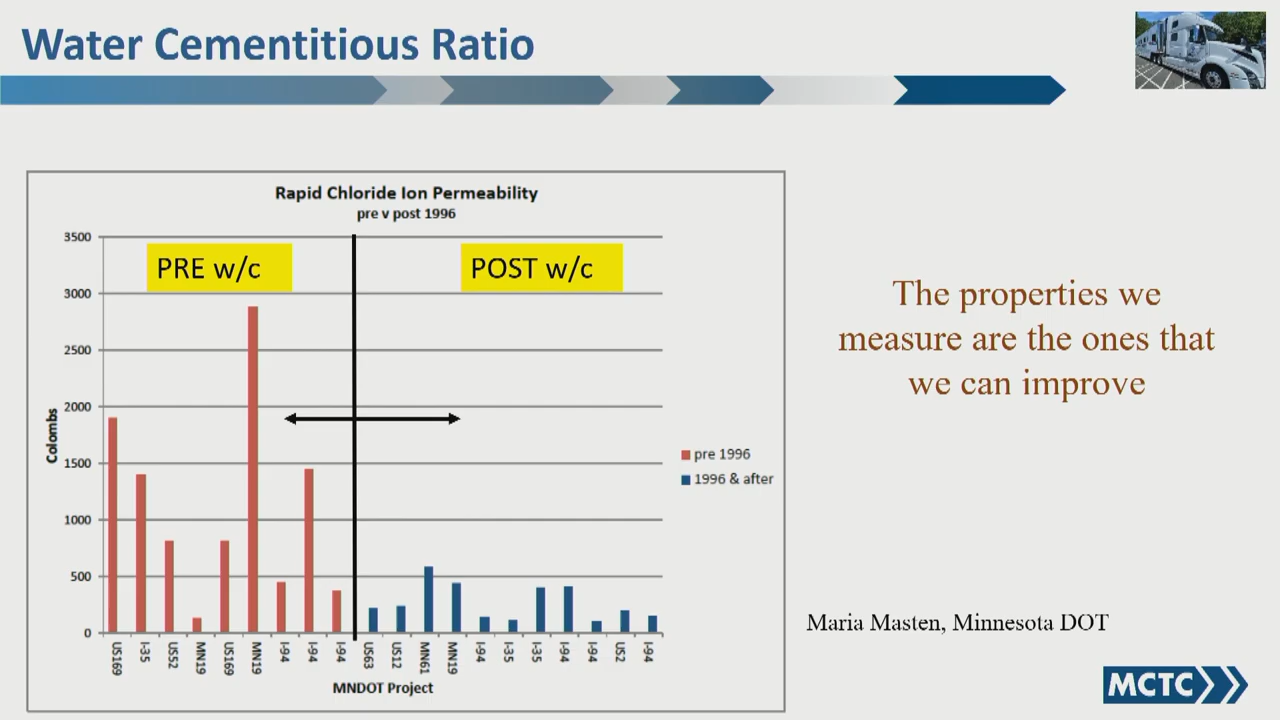 Water Cementitious Ratio
Rapid Chloride Ion Permeability
pre v post 1996
3500
3000
2500
2000
1500
1000
500
0
Colombs
PRE w/c
POST w/c
pre 1996
1996 & after
US169
I-35
US52
MN19
US169
MN19
I-94
I-94
I-94
US63
US12
MN61
MN19
I-94
I-35
I-35
I-94
I-94
US2
I-94
MNDOT Project
The properties we
measure are the ones that
we can improve
Maria Masten, Minnesota DOT
MCTC